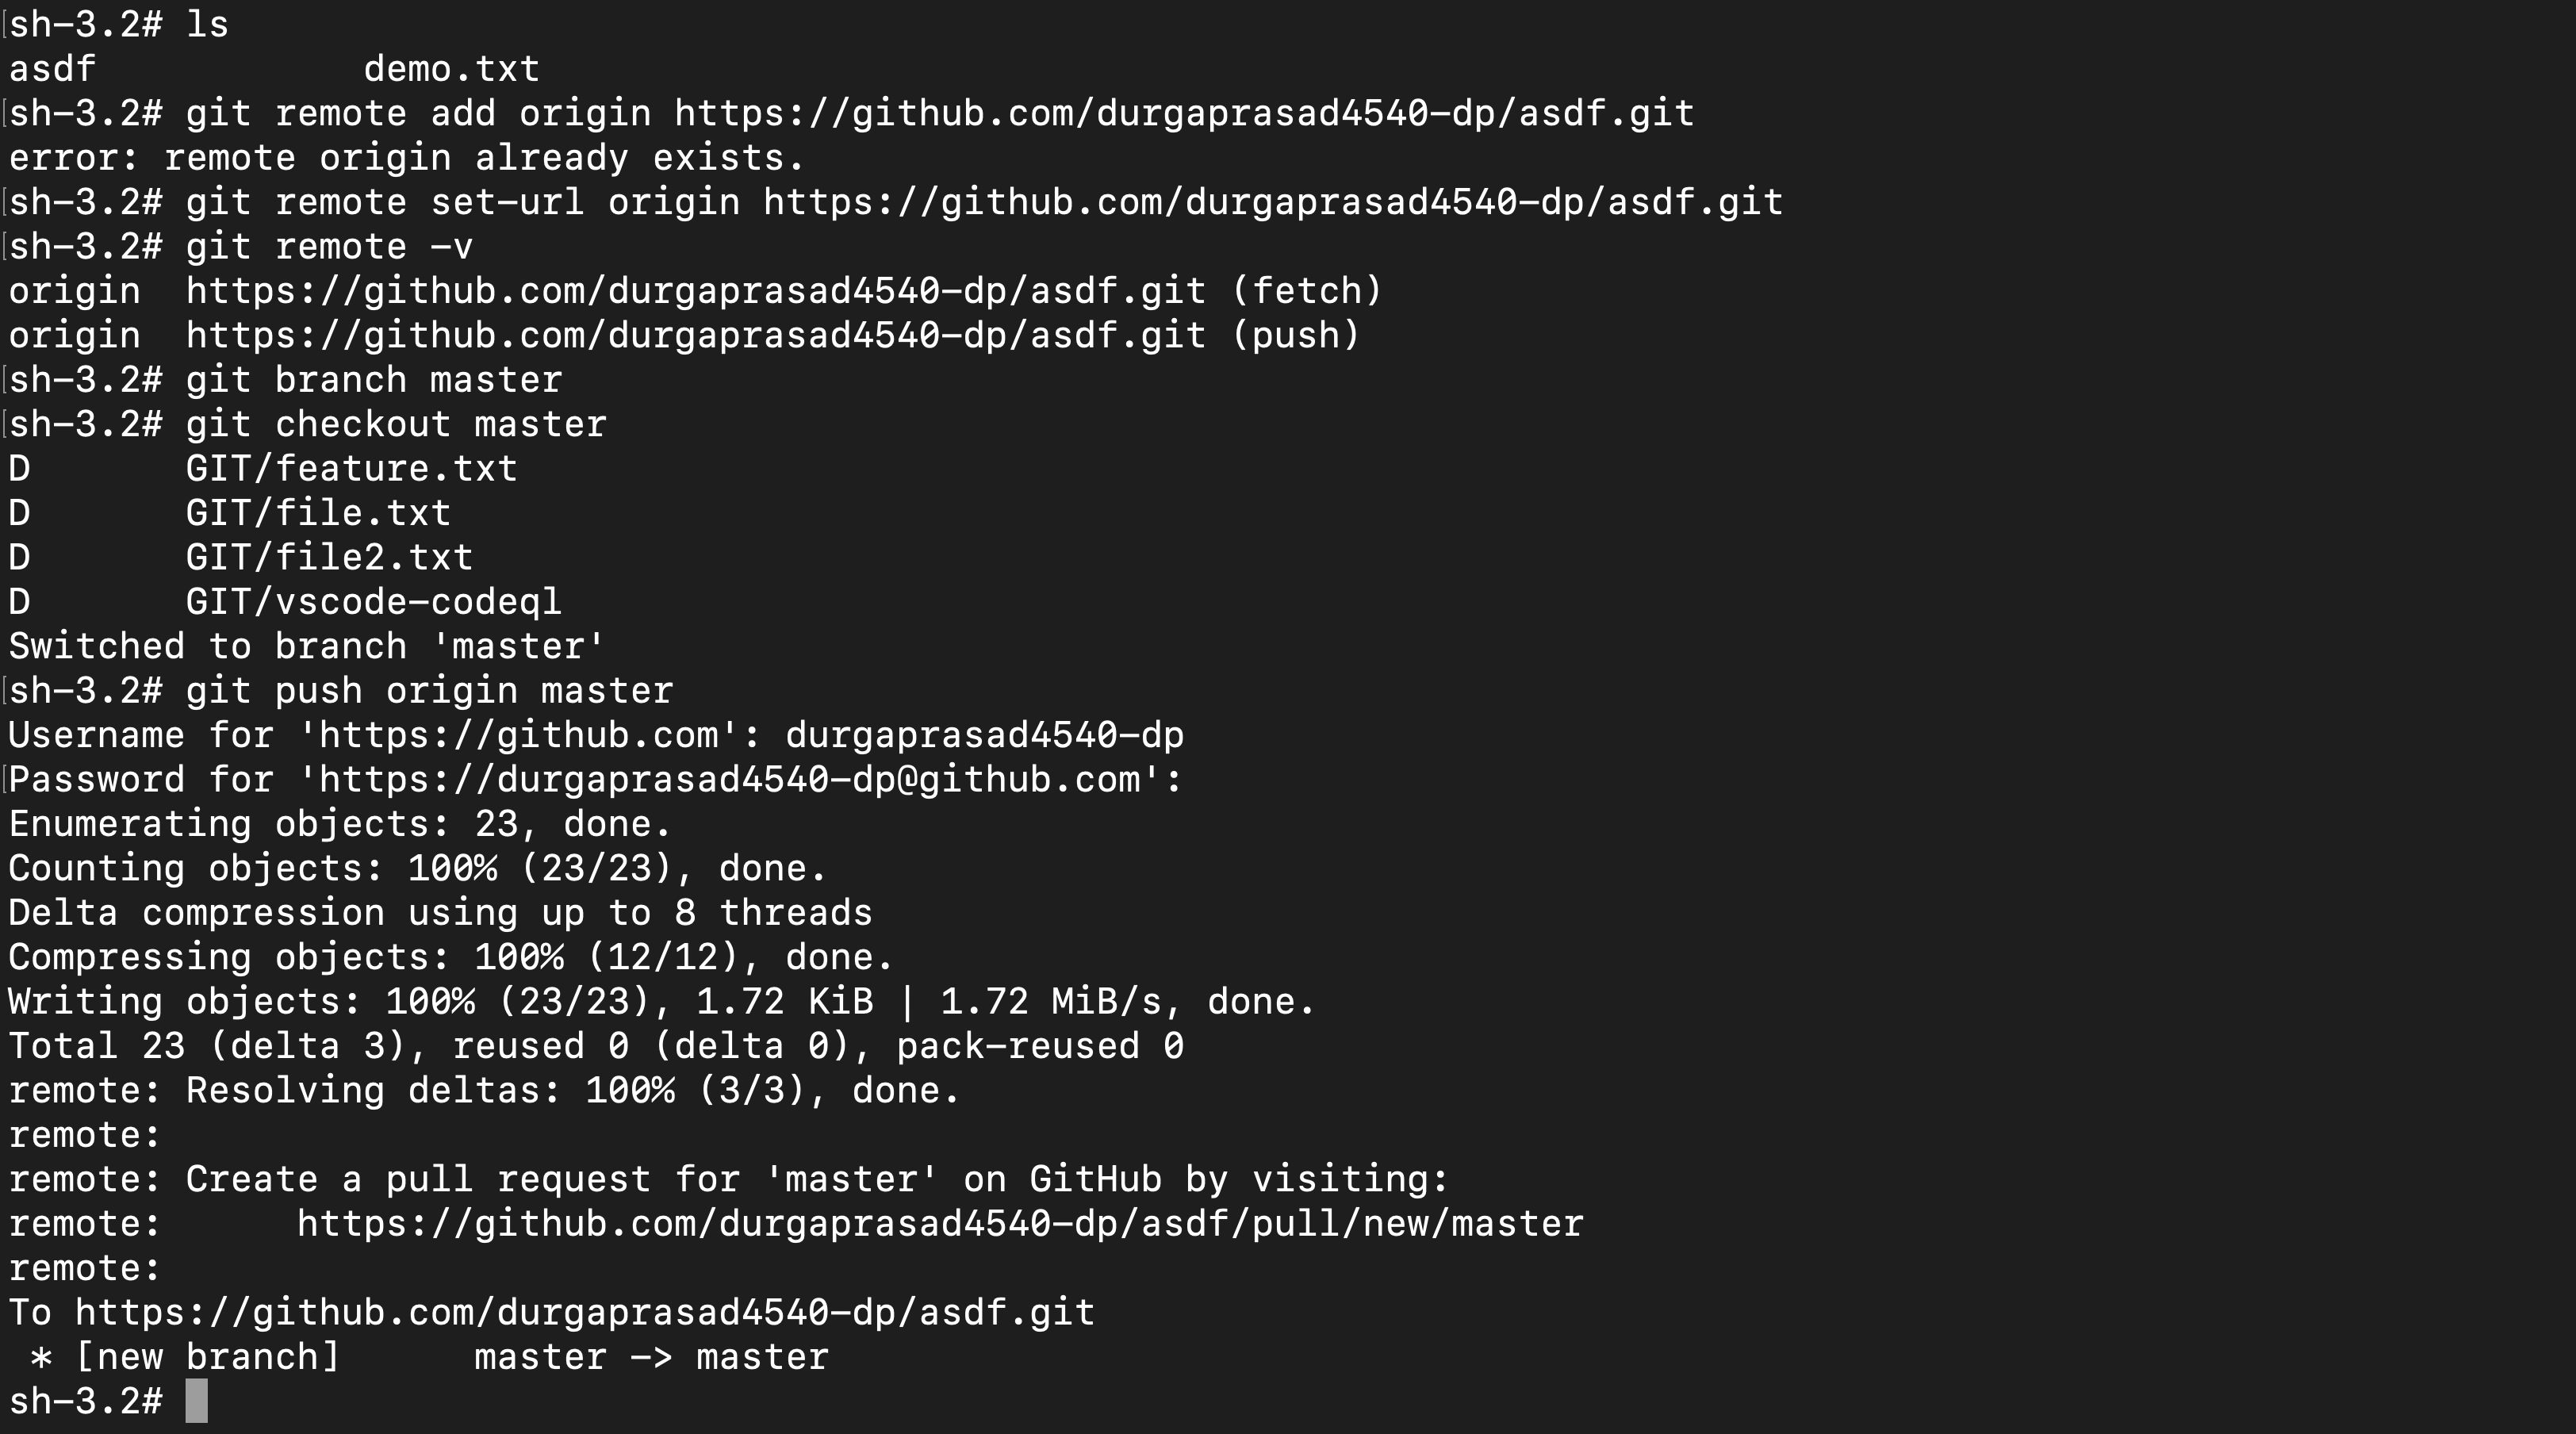 sh-3.2# ls
asdf            demo.txt
sh-3.2# git remote add origin https://github.com/durgaprasad4540-dp/asdf.git
error: remote origin already exists.
sh-3.2# git remote set-url origin https://github.com/durgaprasad4540-dp/asdf.git
sh-3.2# git remote -v
origin  https://github.com/durgaprasad4540-dp/asdf.git (fetch)
origin  https://github.com/durgaprasad4540-dp/asdf.git (push)
sh-3.2# git branch master
sh-3.2# git checkout master
D       GIT/feature.txt
D       GIT/file.txt
D       GIT/file2.txt
D       GIT/vscode-codeql
Switched to branch 'master'
sh-3.2# git push origin master
Username for 'https://github.com': durgaprasad4540-dp
Password for 'https://durgaprasad4540-dp@github.com':
Enumerating objects: 23, done.
Counting objects: 100% (23/23), done.
Delta compression using up to 8 threads
Compressing objects: 100% (12/12), done.
Writing objects: 100% (23/23), 1.72 KiB | 1.72 MiB/s, done.
Total 23 (delta 3), reused 0 (delta 0), pack-reused 0
remote: Resolving deltas: 100% (3/3), done.
remote:
remote: Create a pull request for 'master' on GitHub by visiting:
remote:      https://github.com/durgaprasad4540-dp/asdf/pull/new/master
remote:
To https://github.com/durgaprasad4540-dp/asdf.git
 * [new branch]      master -> master
sh-3.2#